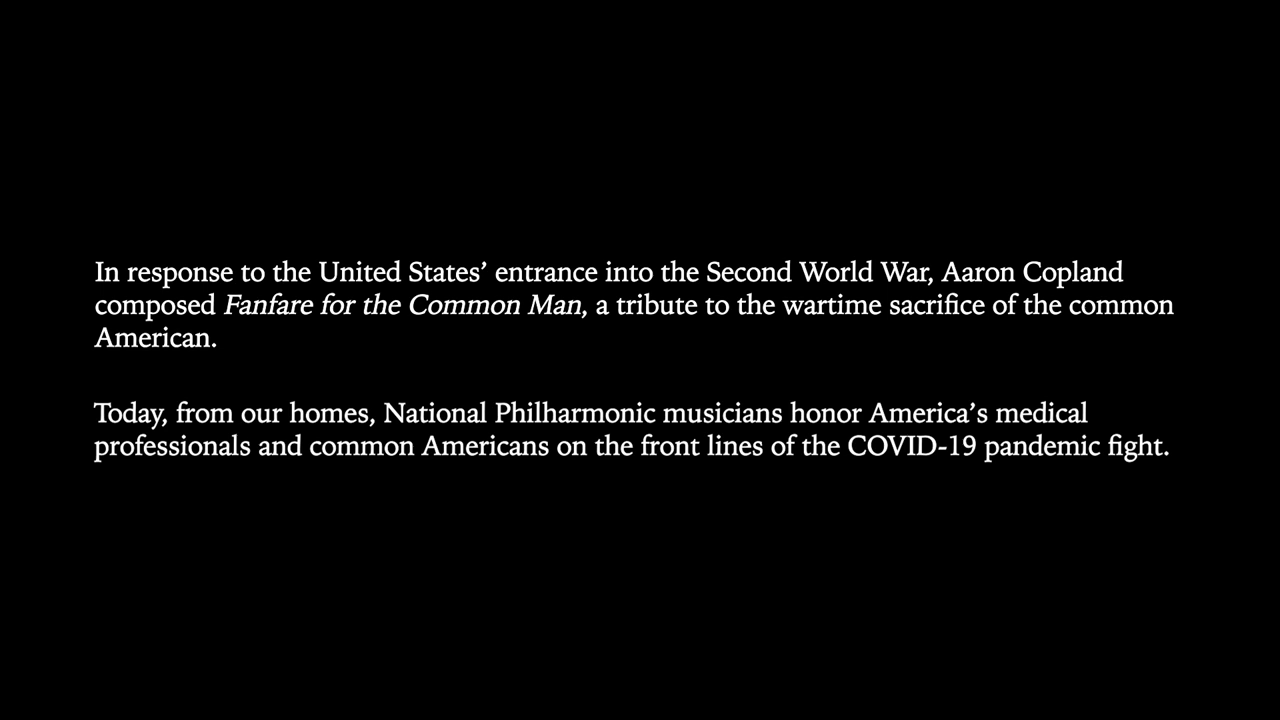 In response to the United States’ entrance into the Second World War, Aaron Copland
composed Fanfare for the Common Man, a tribute to the wartime sacrifice of the common
American.
Today, from our homes, National Philharmonic musicians honor America’s medical
professionals and common Americans on the front lines of the COVID-19 pandemic fight.